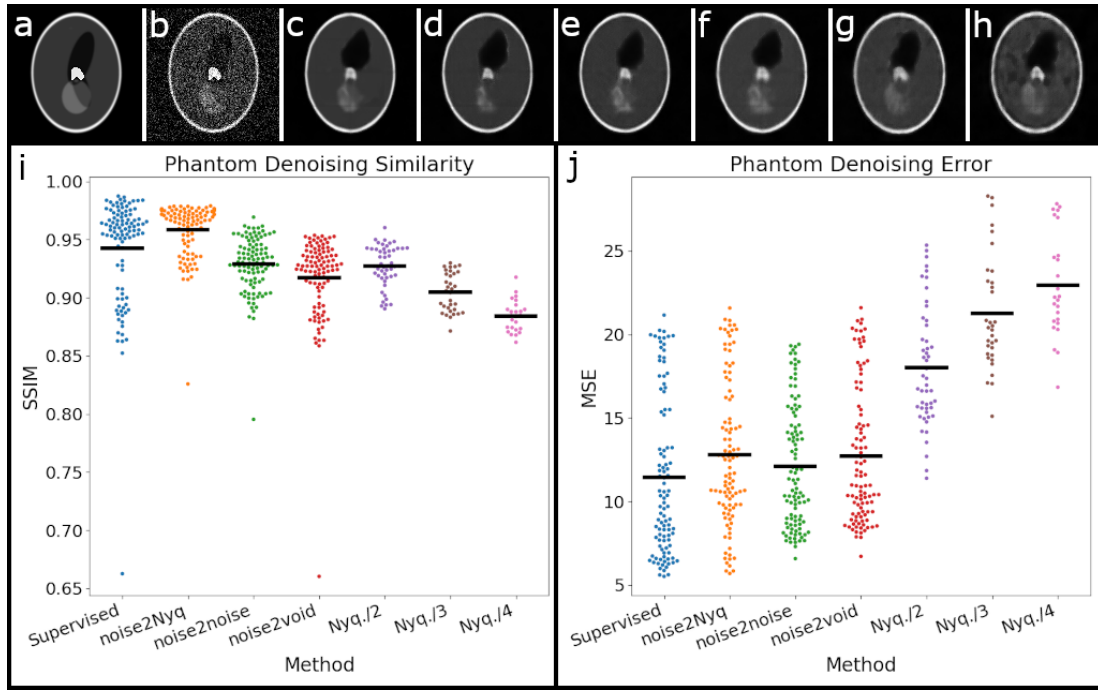 a b c d e f g h
i Phantom Denoising Similarity
1.00
0.95
0.90
0.85
0.80
0.75
0.70
0.65
SSIM
Supervised noise2Nyq noise2noise noise2void Nyq./2 Nyq./3 Nyq./4
Method
j Phantom Denoising Error
25
20
15
10
5
MSE
Supervised noise2Nyq noise2noise noise2void Nyq./2 Nyq./3 Nyq./4
Method